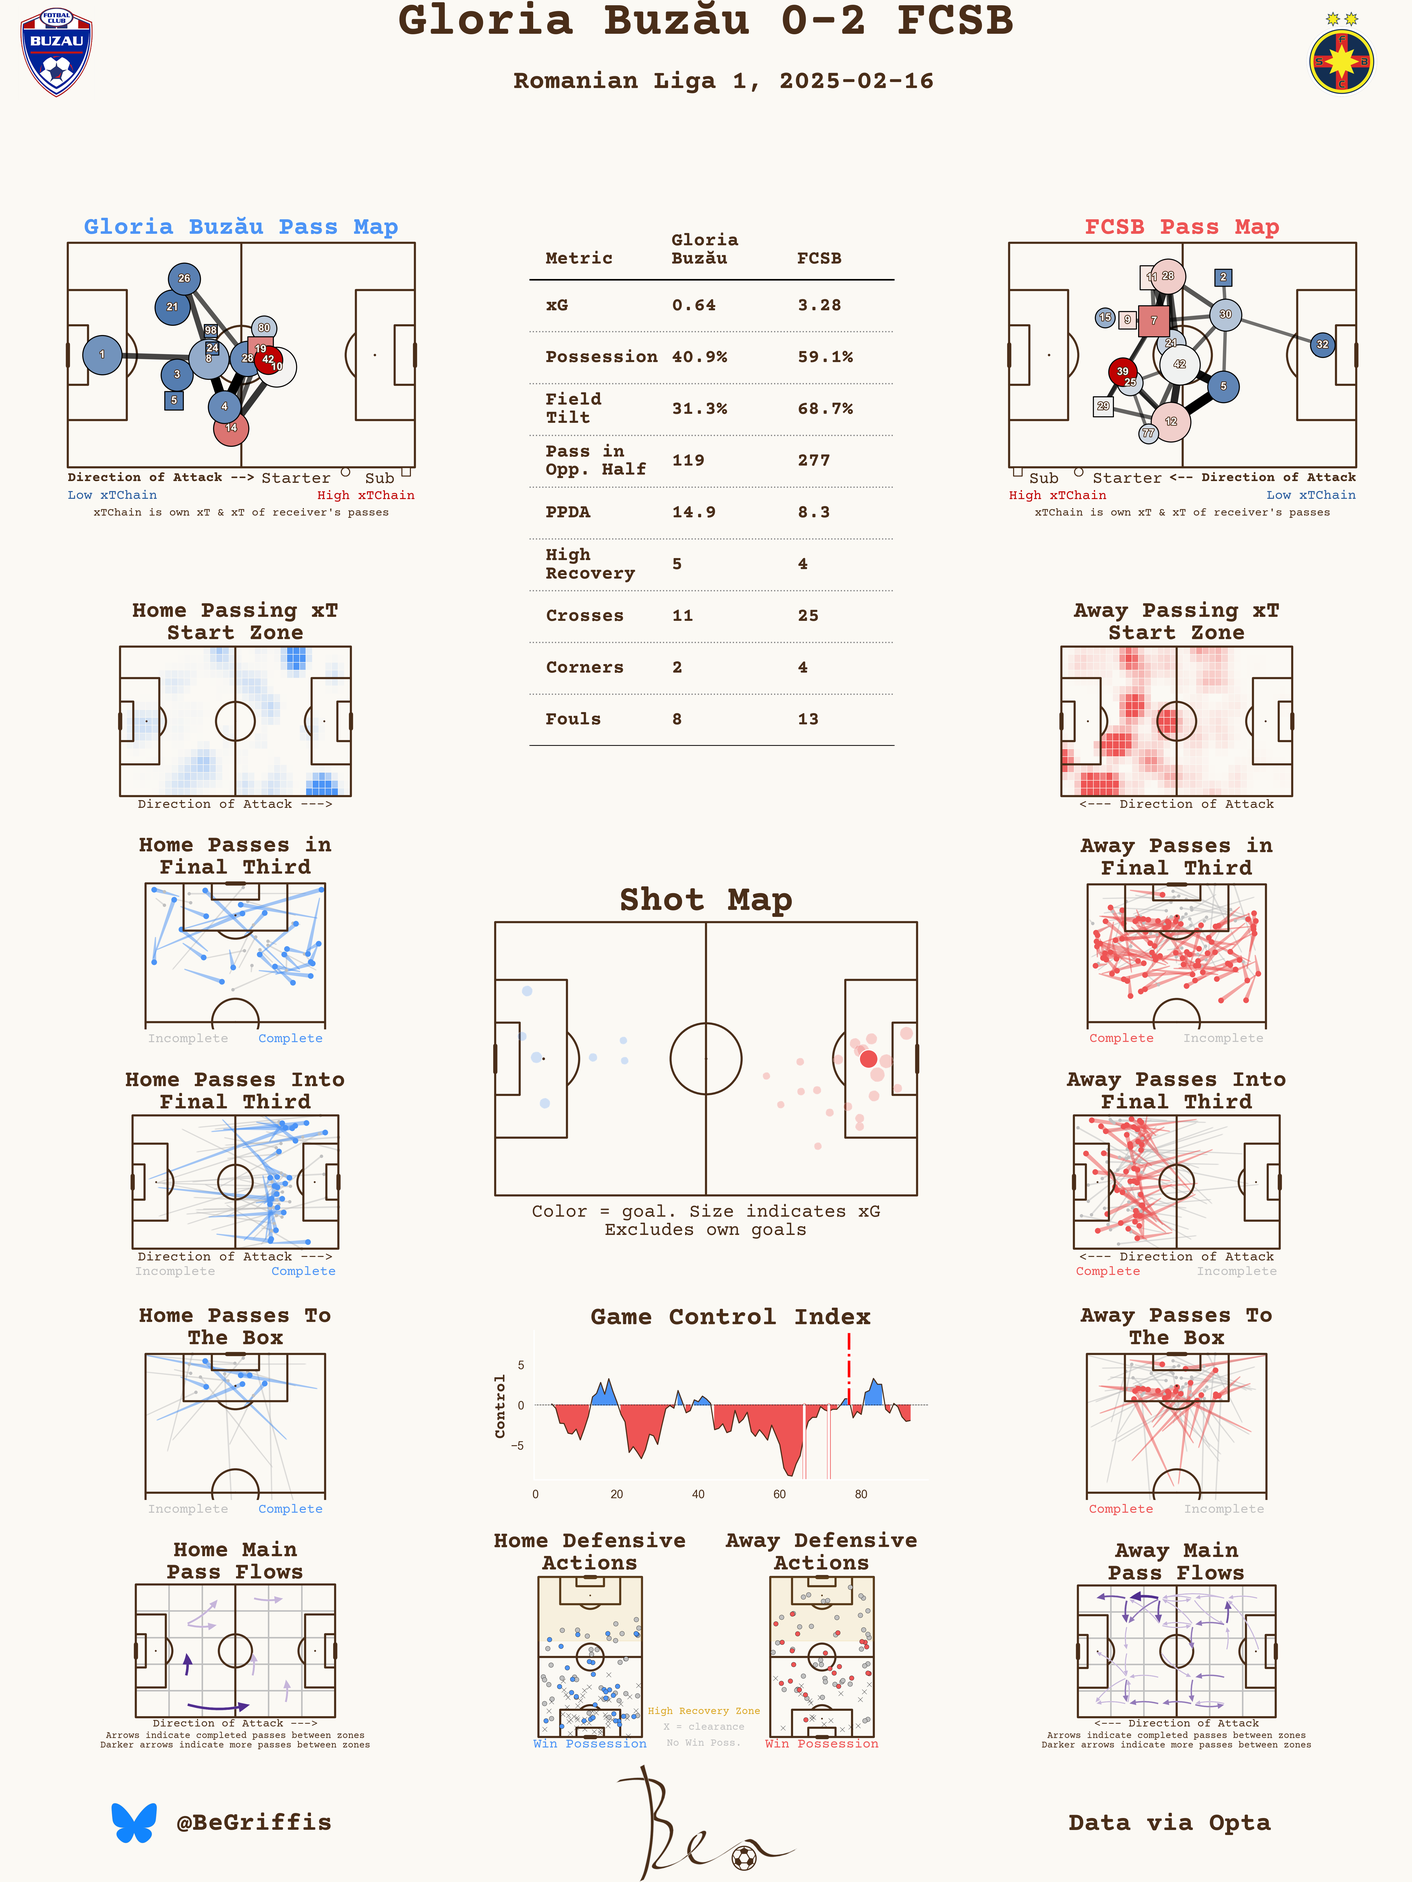 Gloria Buzău 0-2 FCSB
Romanian Liga 1, 2025-02-16
FOTBAL
CLUB
BUZAU
F
S B
C
Gloria Buzău Pass Map
26
21
98
80
1
24
8
28
19
42
10
3
5
4
14
Direction of Attack --> Starter Sub
Low xTChain High xTChain
xTChain is own xT & xT of receiver's passes
Metric Gloria Buzău FCSB
xG 0.64 3.28
Possession 40.9% 59.1%
Field Tilt 31.3% 68.7%
Pass in Opp. Half 119 277
PPDA 14.9 8.3
High Recovery 5 4
Crosses 11 25
Corners 2 4
Fouls 8 13
FCSB Pass Map
11
28
2
15
9
7
30
21
32
42
39
25
5
29
12
77
Sub Starter <-- Direction of Attack
High xTChain Low xTChain
xTChain is own xT & xT of receiver's passes
Home Passing xT
Start Zone
Direction of Attack --->
Away Passing xT
Start Zone
<--- Direction of Attack
Home Passes in
Final Third
Incomplete Complete
Away Passes in
Final Third
Complete Incomplete
Shot Map
Color = goal. Size indicates xG
Excludes own goals
Home Passes Into
Final Third
Direction of Attack --->
Incomplete Complete
Away Passes Into
Final Third
<--- Direction of Attack
Complete Incomplete
Home Passes To
The Box
Incomplete Complete
Game Control Index
Control
5
0
−5
0 20 40 60 80
Away Passes To
The Box
Complete Incomplete
Home Main
Pass Flows
Direction of Attack --->
Arrows indicate completed passes between zones
Darker arrows indicate more passes between zones
Home Defensive
Actions
Win Possession
Away Defensive
Actions
Win Possession
High Recovery Zone
X = clearance
No Win Poss.
Away Main
Pass Flows
<--- Direction of Attack
Arrows indicate completed passes between zones
Darker arrows indicate more passes between zones
@BeGriffis
Ben
Data via Opta